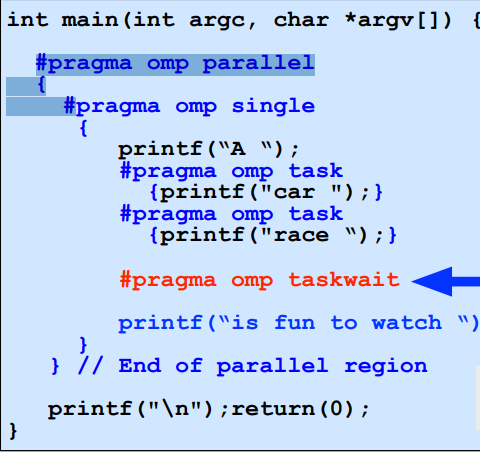 int main(int argc, char *argv[]) {
#pragma omp parallel
{
#pragma omp single
{
printf(“A “);
#pragma omp task
{printf("car ");}
#pragma omp task
{printf("race “);}
#pragma omp taskwait
printf(“is fun to watch “)
}
} // End of parallel region
printf("\n");return(0);
}